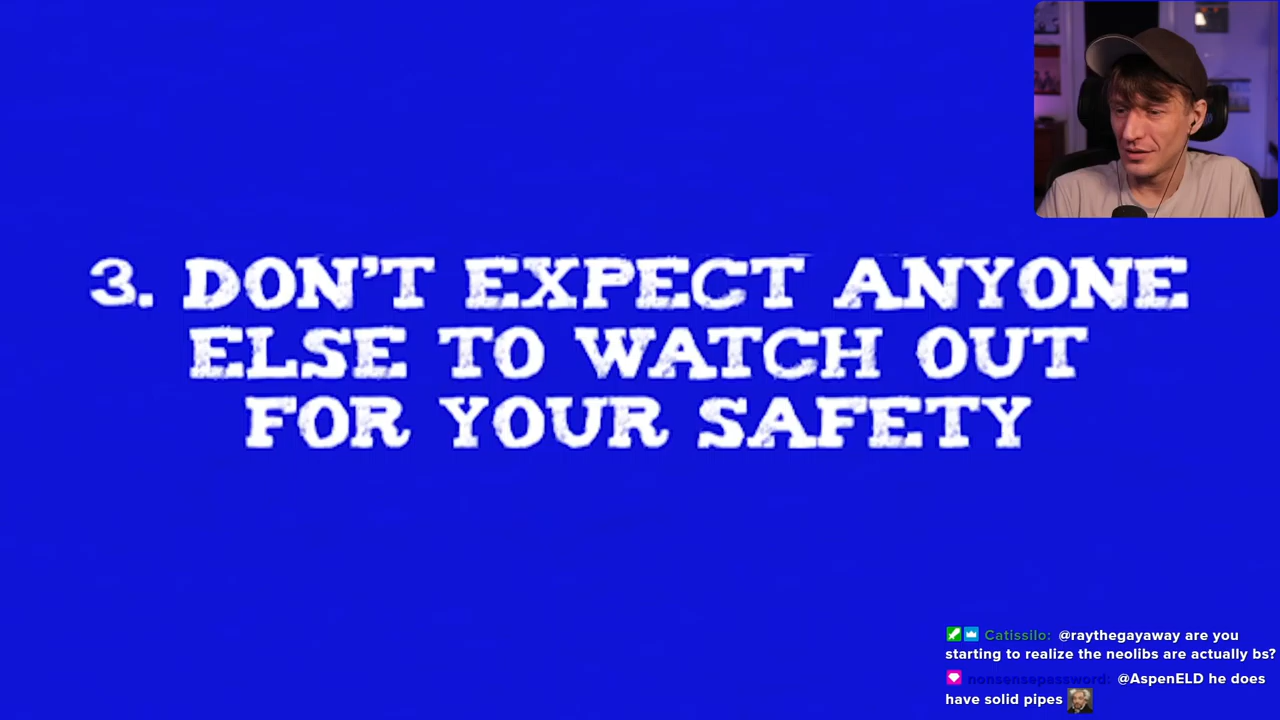 3. DON'T EXPECT ANYONE
ELSE TO WATCH OUT
FOR YOUR SAFETY
Catissilo: @raythegayaway are you
starting to realize the neolibs are actually bs?
nonsensepassword: @AspenELD he does
have solid pipes